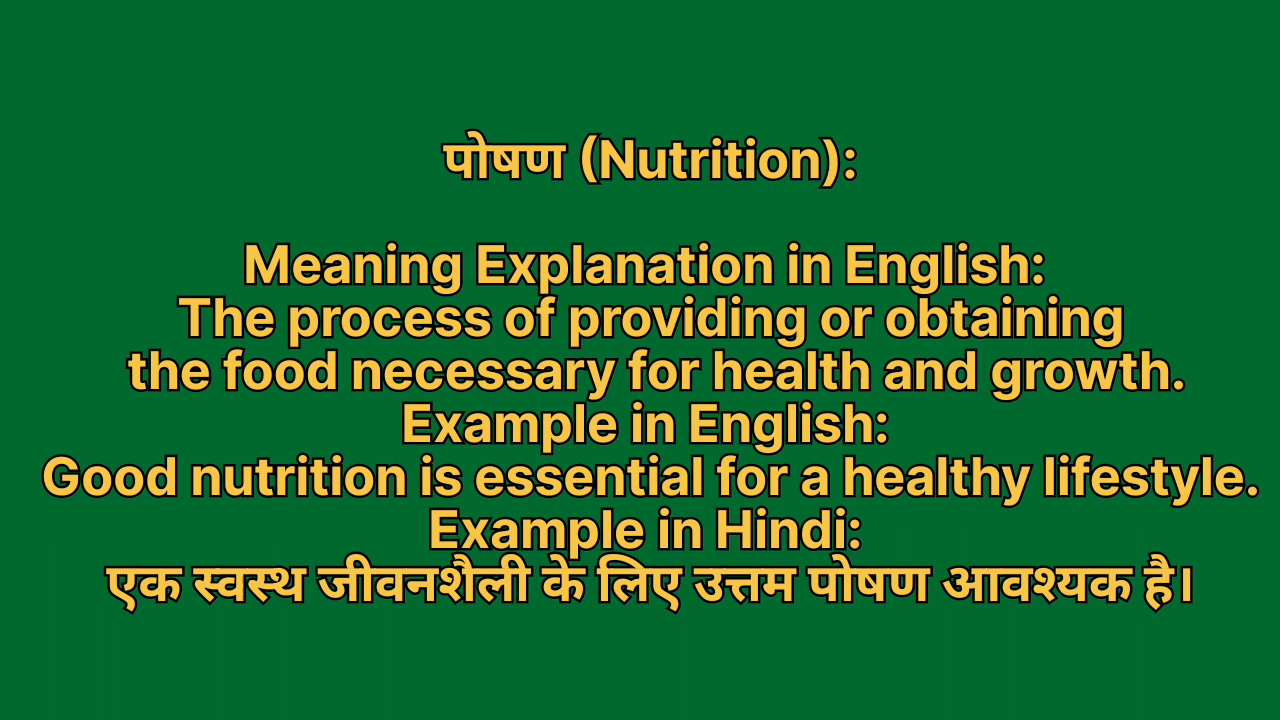 पोषण (Nutrition):
Meaning Explanation in English:
The process of providing or obtaining
the food necessary for health and growth.
Example in English:
Good nutrition is essential for a healthy lifestyle.
Example in Hindi:
एक स्वस्थ जीवनशैली के लिए उत्तम पोषण आवश्यक है।